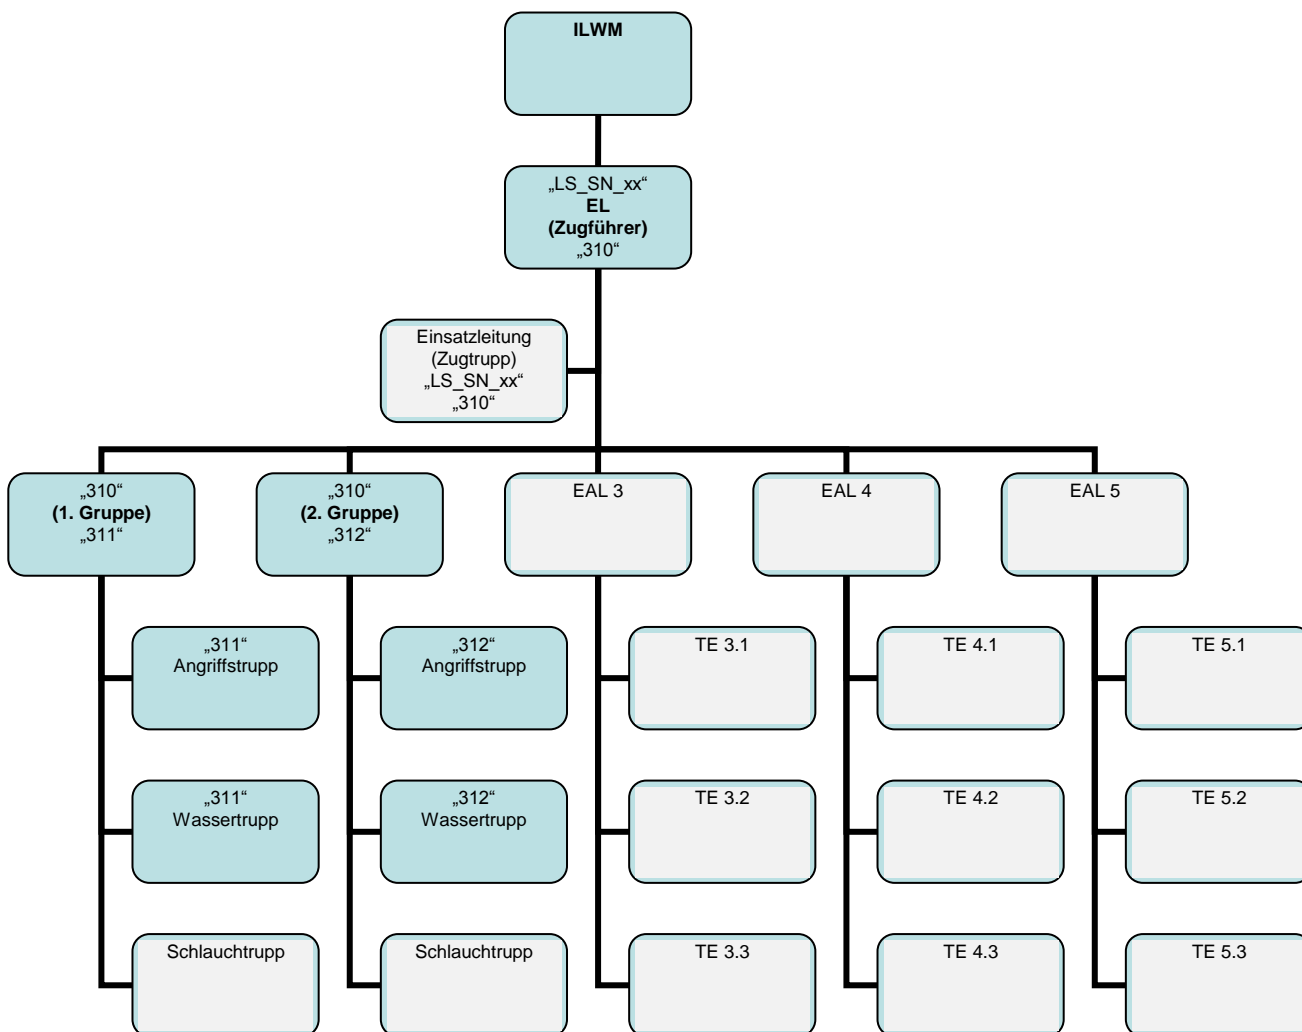 ILWM
„LS_SN_xx“
EL
(Zugführer)
„310“
Einsatzleitung
(Zugtrupp)
„LS_SN_xx“
„310“
„310“
(1. Gruppe)
„311“
„310“
(2. Gruppe)
„312“
EAL 3
EAL 4
EAL 5
„311“
Angriffstrupp
„312“
Angriffstrupp
TE 3.1
TE 4.1
TE 5.1
„311“
Wassertrupp
„312“
Wassertrupp
TE 3.2
TE 4.2
TE 5.2
Schlauchtrupp
Schlauchtrupp
TE 3.3
TE 4.3
TE 5.3